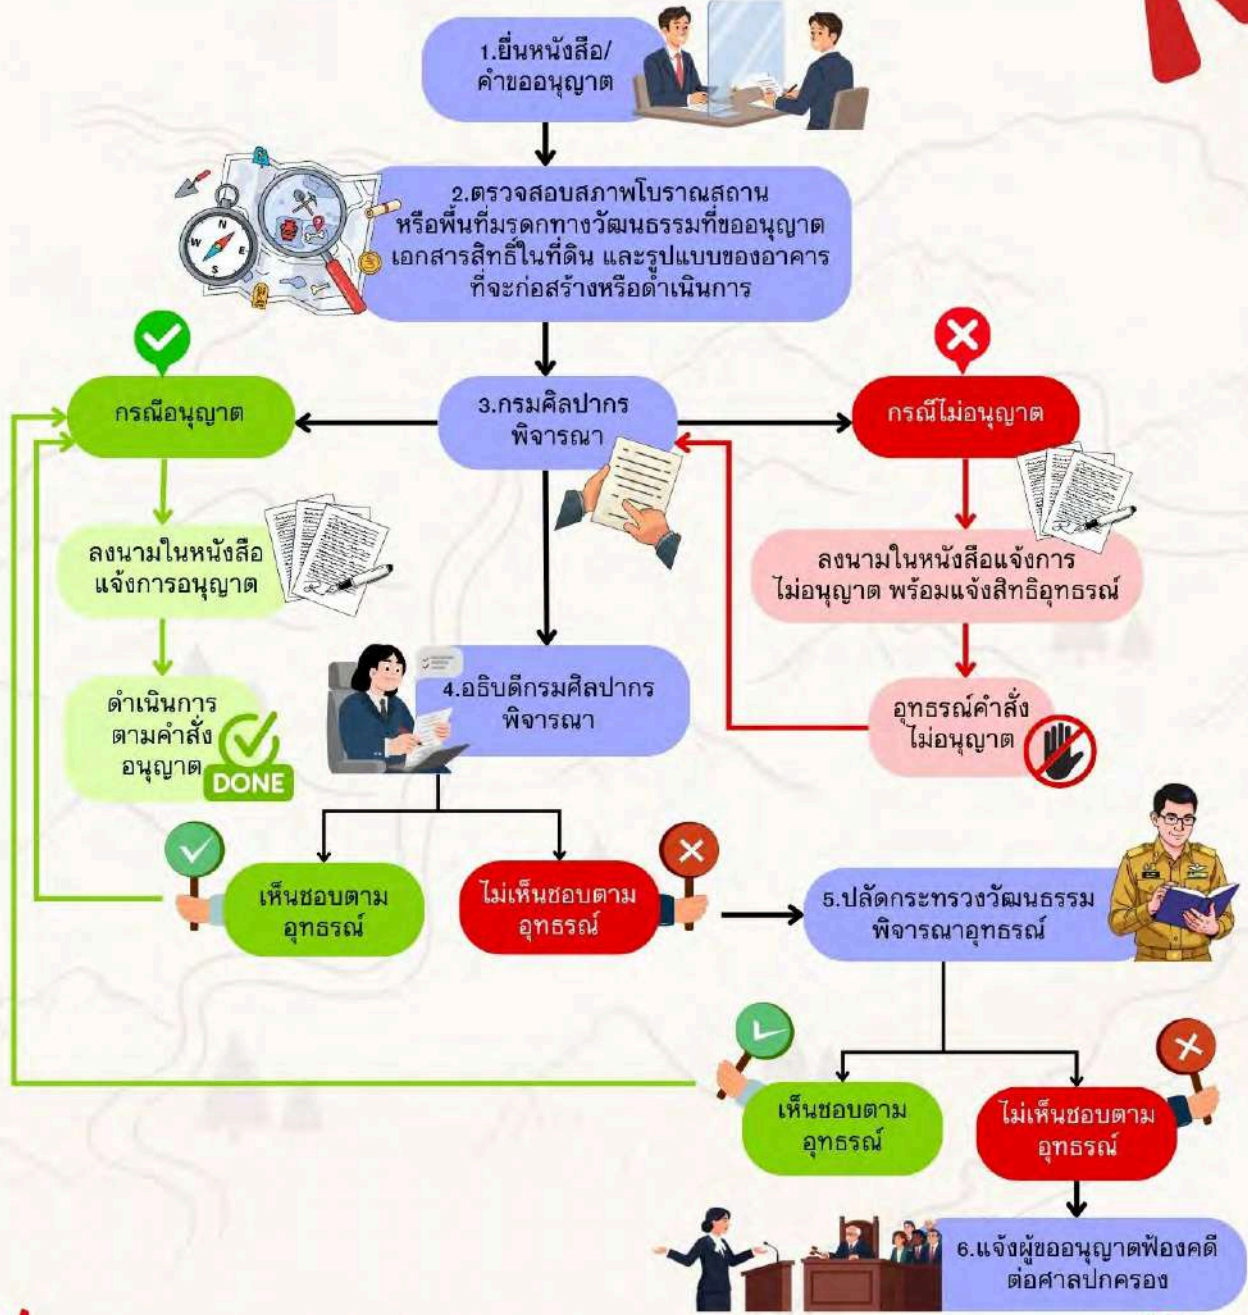 1.ยื่นหนังสือ/
คำขออนุญาต
2.ตรวจสอบสภาพโบราณสถาน
หรือพื้นที่มรดกทางวัฒนธรรมที่ขออนุญาต
เอกสารสิทธิ์ในที่ดิน และรูปแบบของอาคาร
ที่จะก่อสร้างหรือดำเนินการ
N
W
E
S
กรณีอนุญาต
3.กรมศิลปากร
พิจารณา
กรณีไม่อนุญาต
ลงนามในหนังสือ
แจ้งการอนุญาต
ลงนามในหนังสือแจ้งการ
ไม่อนุญาต พร้อมแจ้งสิทธิอุทธรณ์
ดำเนินการ
ตามคำสั่ง
อนุญาต
DONE
4.อธิบดีกรมศิลปากร
พิจารณา
อุทธรณ์คำสั่ง
ไม่อนุญาต
เห็นชอบตาม
อุทธรณ์
ไม่เห็นชอบตาม
อุทธรณ์
5.ปลัดกระทรวงวัฒนธรรม
พิจารณาอุทธรณ์
เห็นชอบตาม
อุทธรณ์
ไม่เห็นชอบตาม
อุทธรณ์
6.แจ้งผู้ขออนุญาตฟ้องคดี
ต่อศาลปกครอง